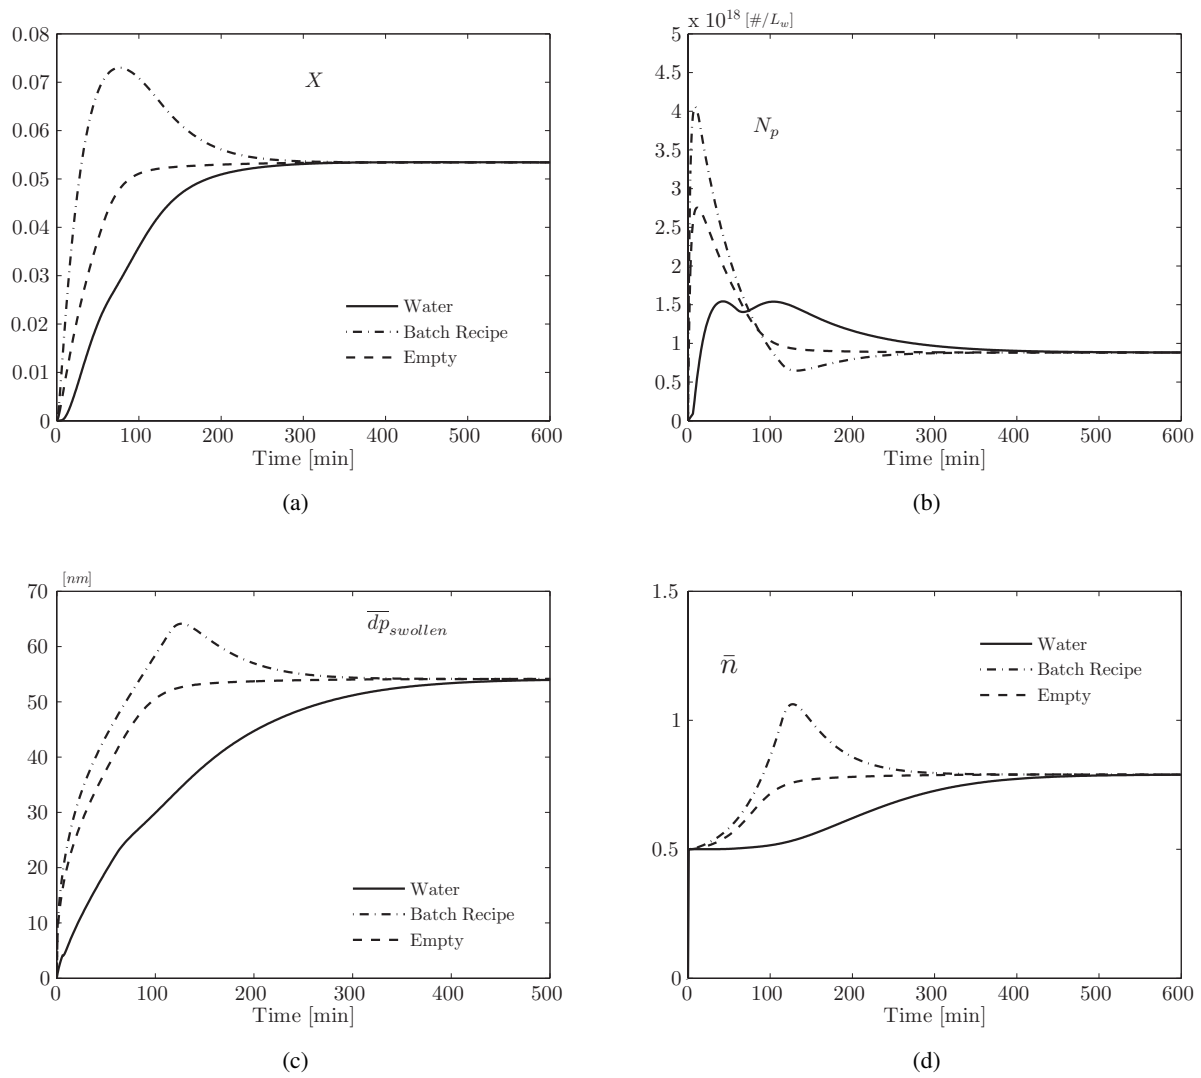 X
0.08
0.07
0.06
0.05
0.04
0.03
0.02
0.01
0
Water
Batch Recipe
Empty
0 100 200 300 400 500 600
Time [min]
(a)
x 10^18 [#/L_w]
N_p
5
4.5
4
3.5
3
2.5
2
1.5
1
0.5
0
0 100 200 300 400 500 600
Time [min]
(b)
[nm]
\overline{dp}_{swollen}
70
60
50
40
30
20
10
0
Water
Batch Recipe
Empty
0 100 200 300 400 500
Time [min]
(c)
n̄
1.5
1
0.5
0
Water
Batch Recipe
Empty
0 100 200 300 400 500 600
Time [min]
(d)